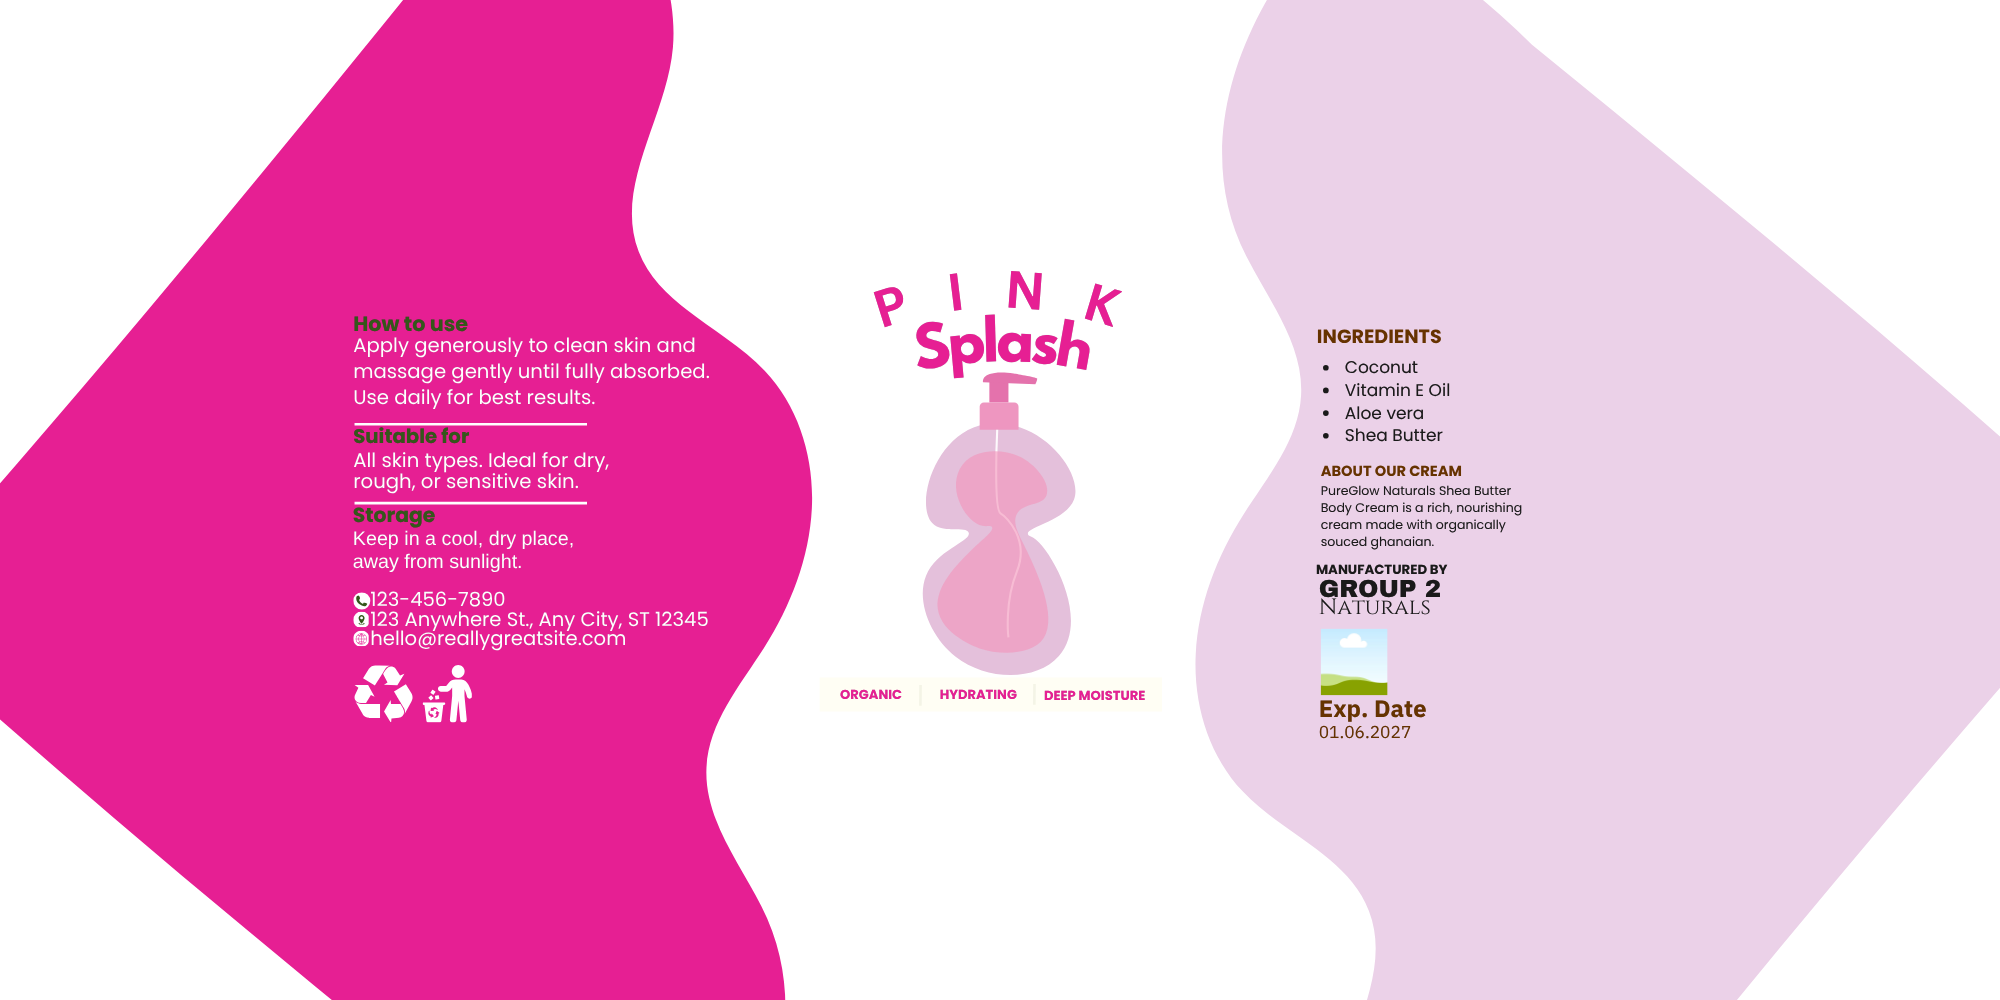 How to use
Apply generously to clean skin and
massage gently until fully absorbed.
Use daily for best results.
Suitable for
All skin types. Ideal for dry,
rough, or sensitive skin.
Storage
Keep in a cool, dry place,
away from sunlight.
123-456-7890
123 Anywhere St., Any City, ST 12345
hello@reallygreatsite.com
PINK
Splash
ORGANIC
HYDRATING
DEEP MOISTURE
INGREDIENTS
• Coconut
• Vitamin E Oil
• Aloe vera
• Shea Butter
ABOUT OUR CREAM
PureGlow Naturals Shea Butter
Body Cream is a rich, nourishing
cream made with organically
souced ghanaian.
MANUFACTURED BY
GROUP 2
NATURALS
Exp. Date
01.06.2027